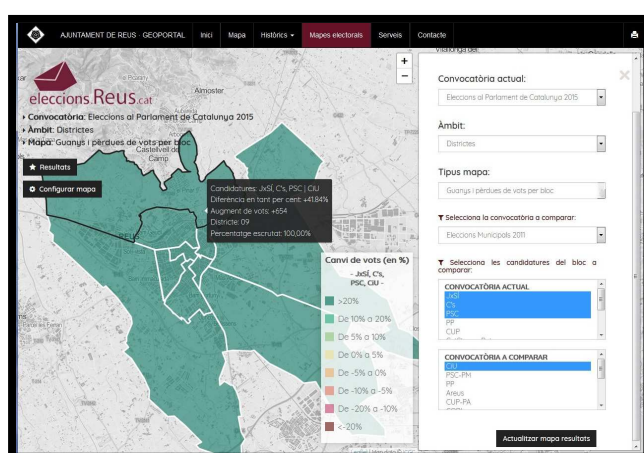 AJUNTAMENT DE REUS - GEOPORTAL
Inici
Mapa
Històrics
Mapes electorals
Serveis
Contacte
eleccions.Reus.cat
Convocatòria: Eleccions al Parlament de Catalunya 2015
Àmbit: Districtes
Mapa: Guanys i pèrdues de vots per bloc
Resultats
Configurar mapa
Almoster
Castellvell del
Camp
REUS
+
−
Candidatures: JxSÍ, C's, PSC | CiU
Diferència en tant per cent: +41.84%
Augment de vots: +654
Districte: 09
Percentatge escrutat: 100,00%
Canvi de vots (en %)
- JxSÍ, C's,
PSC, CiU -
>20%
De 10% a 20%
De 5% a 10%
De 0% a 5%
De -5% a 0%
De -10% a -5%
De -20% a -10%
<-20%
×
Convocatòria actual:
Eleccions al Parlament de Catalunya 2015
Àmbit:
Districtes
Tipus mapa:
Guanys i pèrdues de vots per bloc
Selecciona la convocatòria a comparar:
Eleccions Municipals 2011
Selecciona les candidatures del bloc a
comparar:
CONVOCATÒRIA ACTUAL
JxSÍ
C's
PSC
PP
CUP
CONVOCATÒRIA A COMPARAR
CiU
PSC-PM
PP
Areus
CUP-PA
Actualitzar mapa resultats